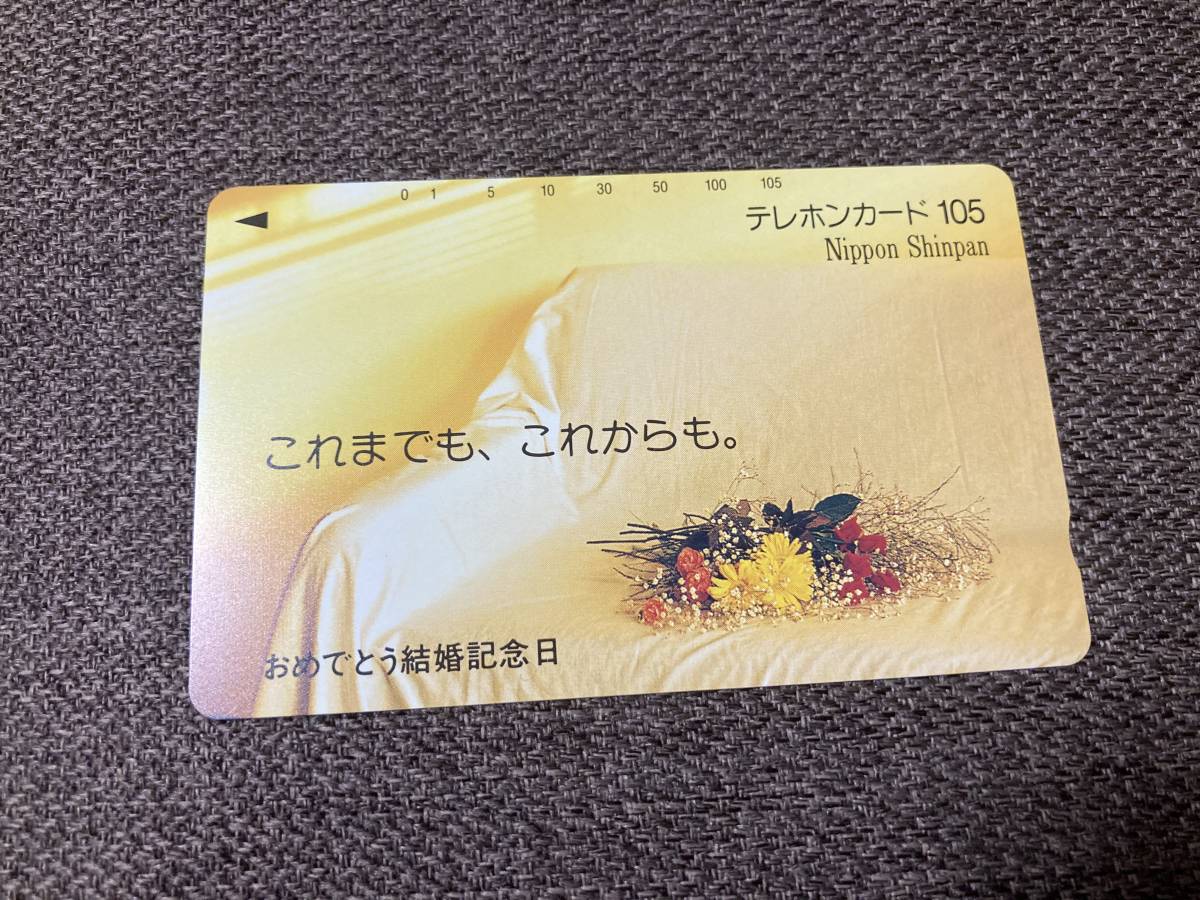 0 1 5 10 30 50 100 105
テレホンカード 105
Nippon Shinpan
これまでも、これからも。
おめでとう結婚記念日